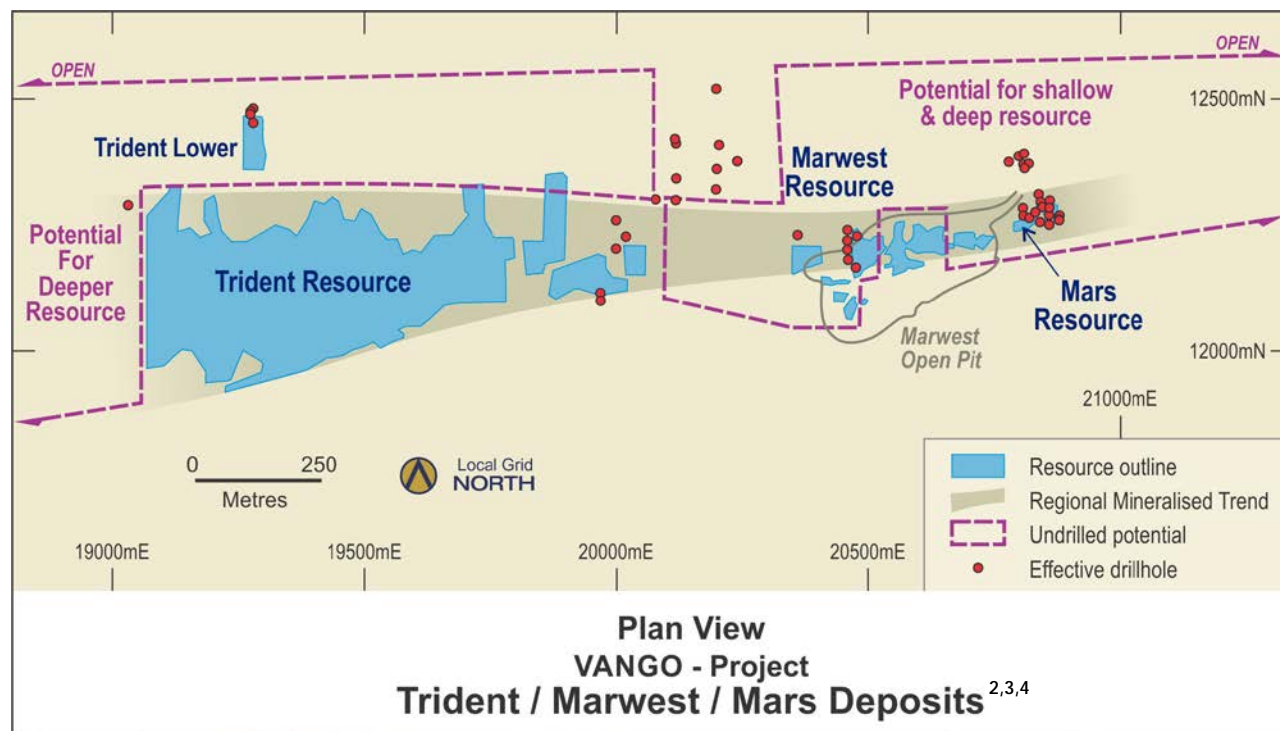 OPEN
OPEN
12500mN
Potential for shallow
& deep resource
Trident Lower
Marwest
Resource
Potential
For
Deeper
Resource
Trident Resource
Mars
Resource
Marwest
Open Pit
12000mN
21000mE
0 250
Metres
Local Grid
NORTH
Resource outline
Regional Mineralised Trend
Undrilled potential
Effective drillhole
19000mE 19500mE 20000mE 20500mE
Plan View
VANGO - Project
Trident / Marwest / Mars Deposits 2,3,4